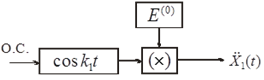 E⁽⁰⁾
O.C.
cos k₁t
(×)
Ẍ₁(t)